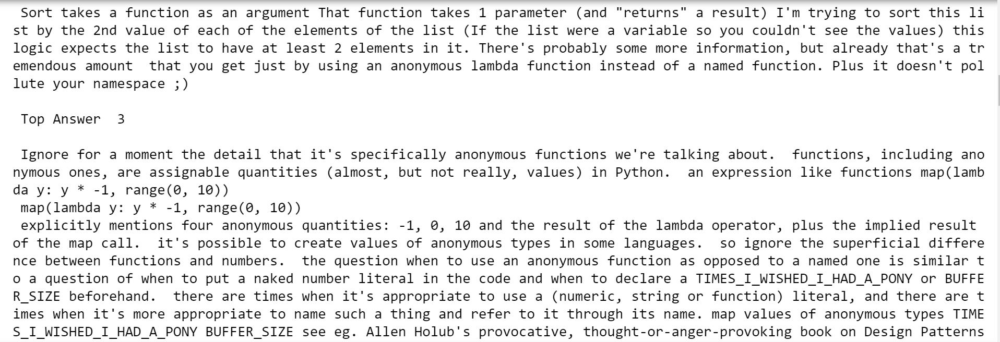 Sort takes a function as an argument That function takes 1 parameter (and "returns" a result) I'm trying to sort this li
st by the 2nd value of each of the elements of the list (If the list were a variable so you couldn't see the values) this
logic expects the list to have at least 2 elements in it. There's probably some more information, but already that's a tr
emendous amount  that you get just by using an anonymous lambda function instead of a named function. Plus it doesn't pol
lute your namespace ;)
Top Answer  3
Ignore for a moment the detail that it's specifically anonymous functions we're talking about.  functions, including ano
nymous ones, are assignable quantities (almost, but not really, values) in Python.  an expression like functions map(lamb
da y: y * -1, range(0, 10))
map(lambda y: y * -1, range(0, 10))
explicitly mentions four anonymous quantities: -1, 0, 10 and the result of the lambda operator, plus the implied result
of the map call.  it's possible to create values of anonymous types in some languages.  so ignore the superficial differe
nce between functions and numbers.  the question when to use an anonymous function as opposed to a named one is similar t
o a question of when to put a naked number literal in the code and when to declare a TIMES_I_WISHED_I_HAD_A_PONY or BUFFE
R_SIZE beforehand.  there are times when it's appropriate to use a (numeric, string or function) literal, and there are t
imes when it's more appropriate to name such a thing and refer to it through its name. map values of anonymous types TIME
S_I_WISHED_I_HAD_A_PONY BUFFER_SIZE see eg. Allen Holub's provocative, thought-or-anger-provoking book on Design Patterns